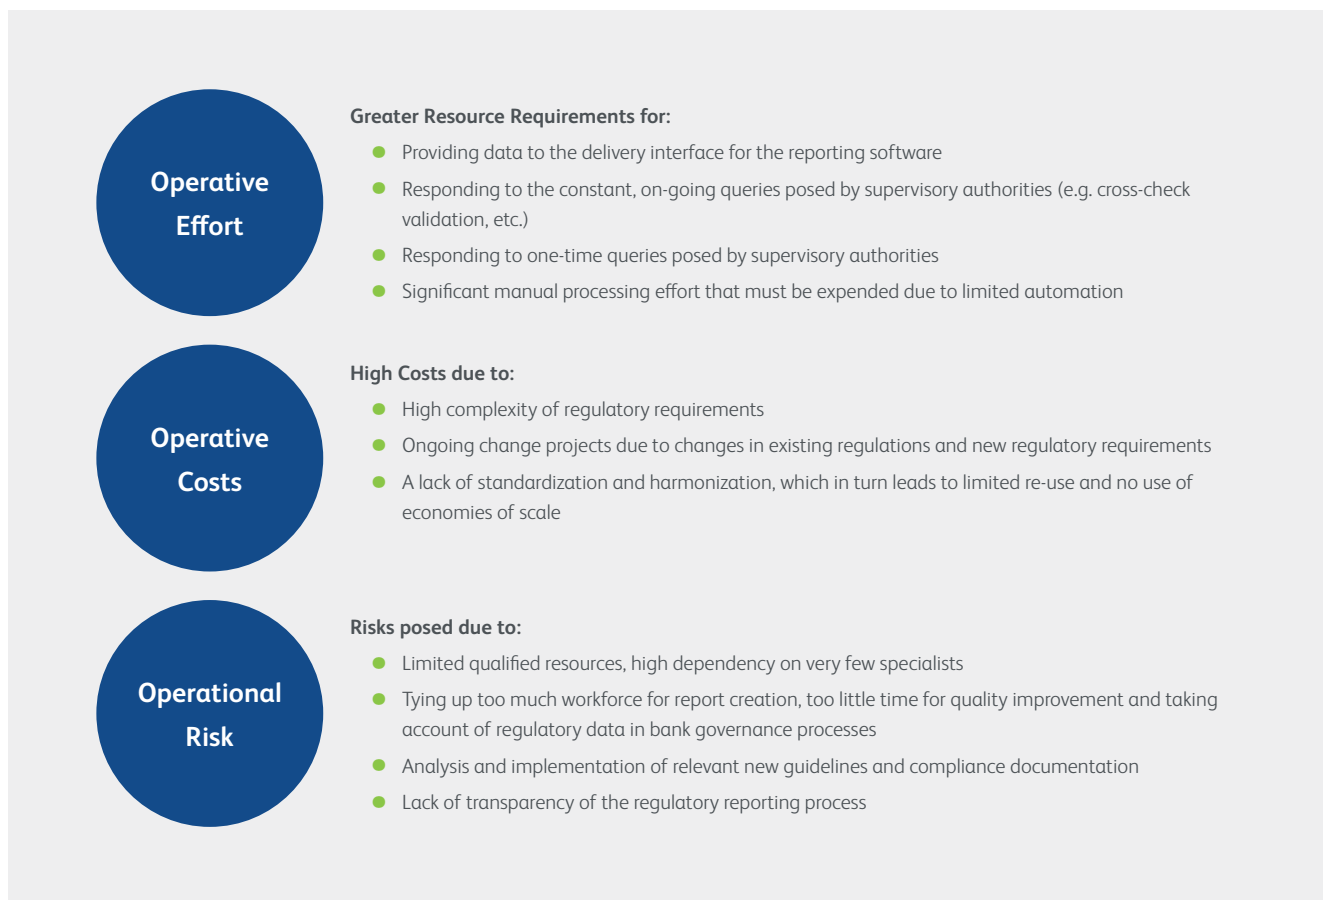 Operative
Effort
Greater Resource Requirements for:
Providing data to the delivery interface for the reporting software
Responding to the constant, on-going queries posed by supervisory authorities (e.g. cross-check
validation, etc.)
Responding to one-time queries posed by supervisory authorities
Significant manual processing effort that must be expended due to limited automation
Operative
Costs
High Costs due to:
High complexity of regulatory requirements
Ongoing change projects due to changes in existing regulations and new regulatory requirements
A lack of standardization and harmonization, which in turn leads to limited re-use and no use of
economies of scale
Operational
Risk
Risks posed due to:
Limited qualified resources, high dependency on very few specialists
Tying up too much workforce for report creation, too little time for quality improvement and taking
account of regulatory data in bank governance processes
Analysis and implementation of relevant new guidelines and compliance documentation
Lack of transparency of the regulatory reporting process